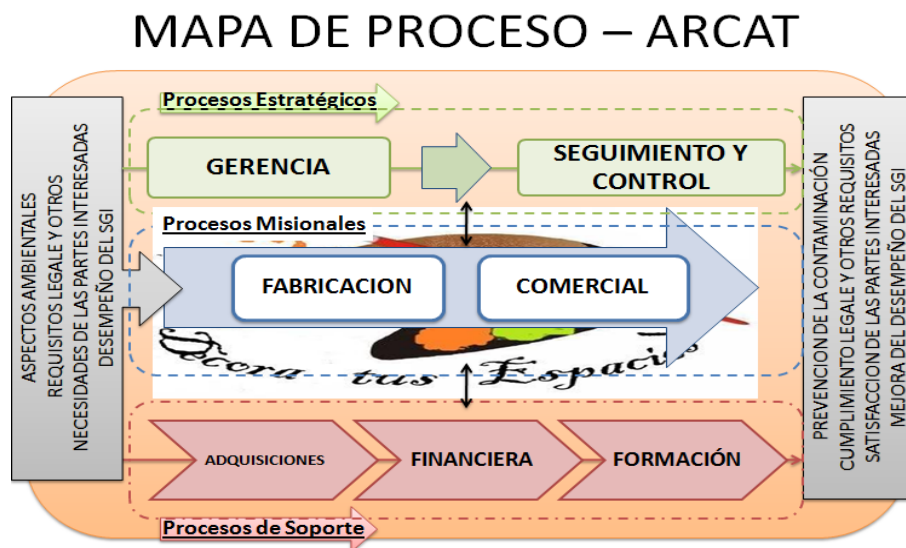 MAPA DE PROCESO – ARCAT
Procesos Estratégicos
GERENCIA
SEGUIMIENTO Y
CONTROL
ASPECTOS AMBIENTALES
REQUISITOS LEGALE Y OTROS
NECESIDADES DE LAS PARTES INTERESADAS
DESEMPEÑO DEL SGI
Procesos Misionales
FABRICACION
COMERCIAL
tus Espacios
PREVENCION DE LA CONTAMINACIÓN
CUMPLIMIENTO LEGALE Y OTROS REQUISITOS
SATISFACCION DE LAS PARTES INTERESADAS
MEJORA DEL DESEMPEÑO DEL SGI
ADQUISICIONES
FINANCIERA
FORMACIÓN
Procesos de Soporte